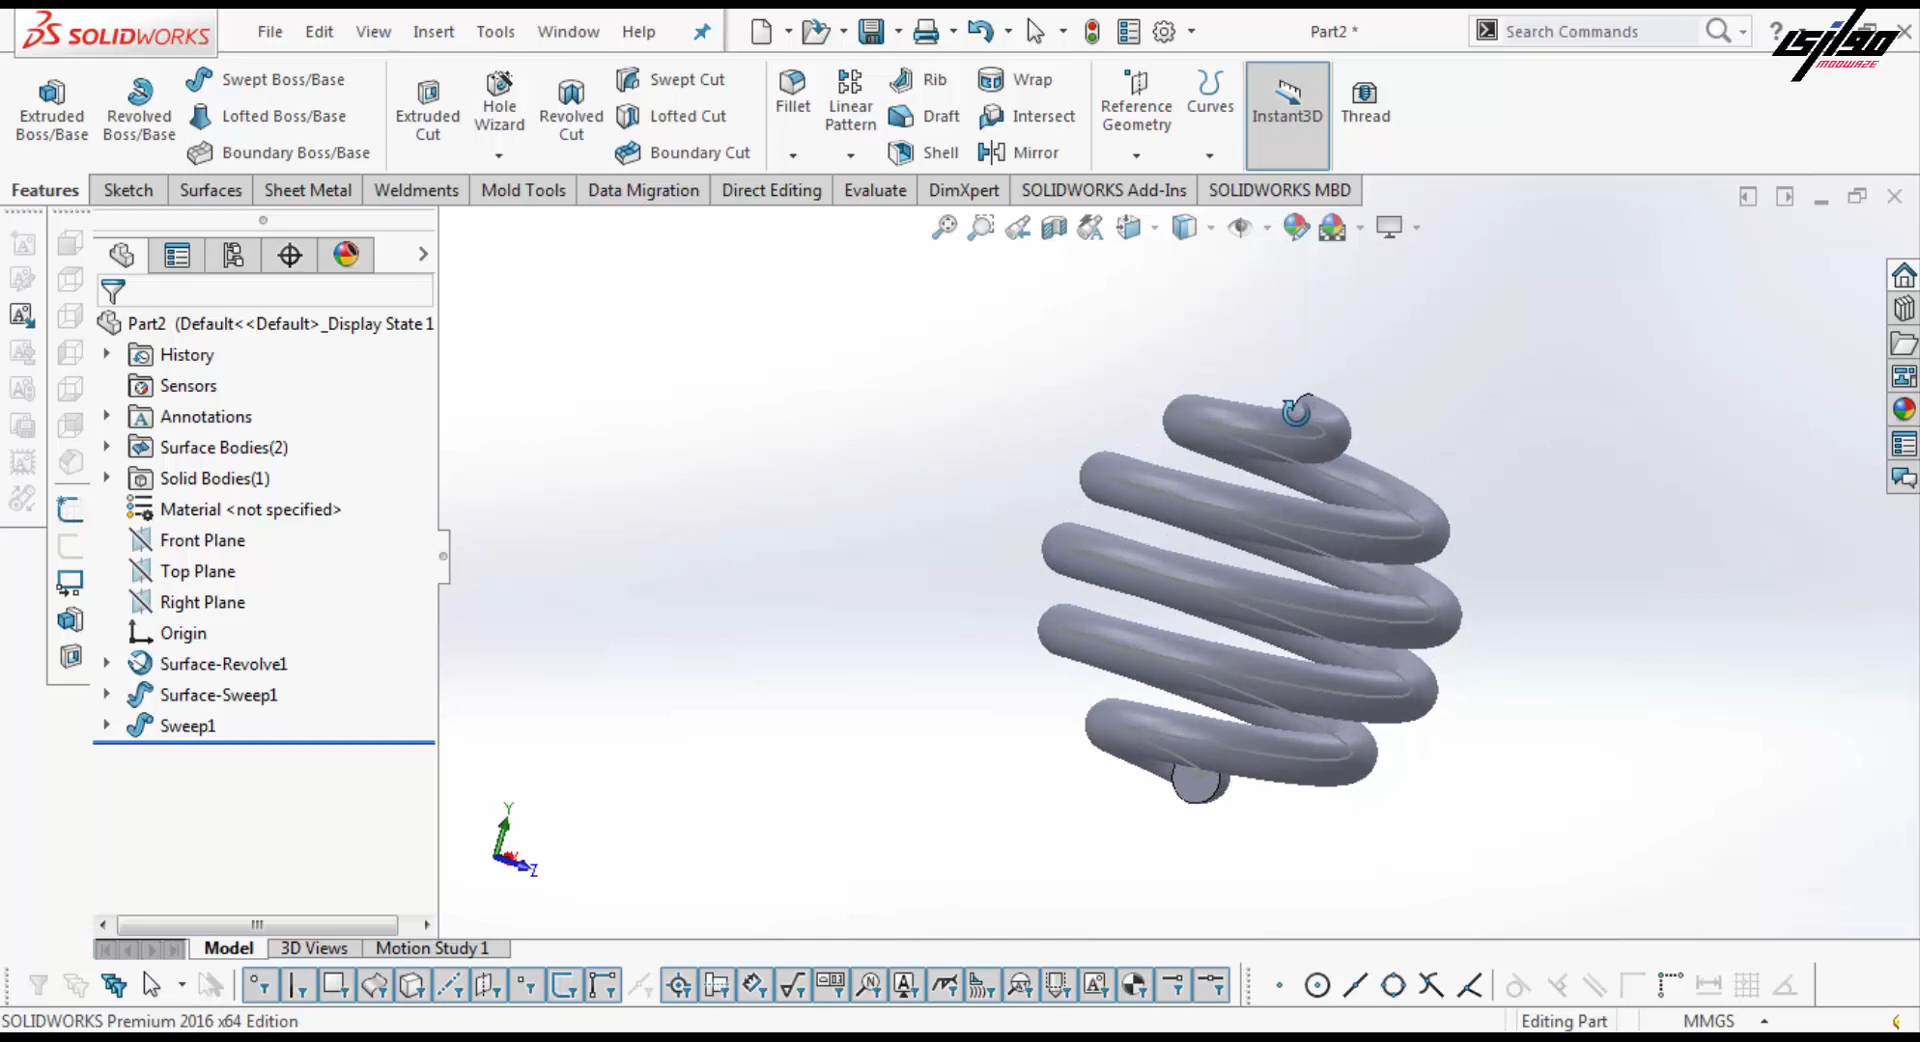 SOLIDWORKS
File Edit View Insert Tools Window Help
Part2 *
Search Commands
?
MODWAZE
Extruded Boss/Base
Revolved Boss/Base
Swept Boss/Base
Lofted Boss/Base
Boundary Boss/Base
Extruded Cut
Hole Wizard
Revolved Cut
Swept Cut
Lofted Cut
Boundary Cut
Fillet
Linear Pattern
Rib
Draft
Shell
Wrap
Intersect
Mirror
Reference Geometry
Curves
Instant3D
Thread
Features Sketch Surfaces Sheet Metal Weldments Mold Tools Data Migration Direct Editing Evaluate DimXpert SOLIDWORKS Add-Ins SOLIDWORKS MBD
Part2 (Default<<Default>_Display State 1
History
Sensors
Annotations
Surface Bodies(2)
Solid Bodies(1)
Material <not specified>
Front Plane
Top Plane
Right Plane
Origin
Surface-Revolve1
Surface-Sweep1
Sweep1
Y
Z
Model 3D Views Motion Study 1
SOLIDWORKS Premium 2016 x64 Edition
Editing Part
MMGS